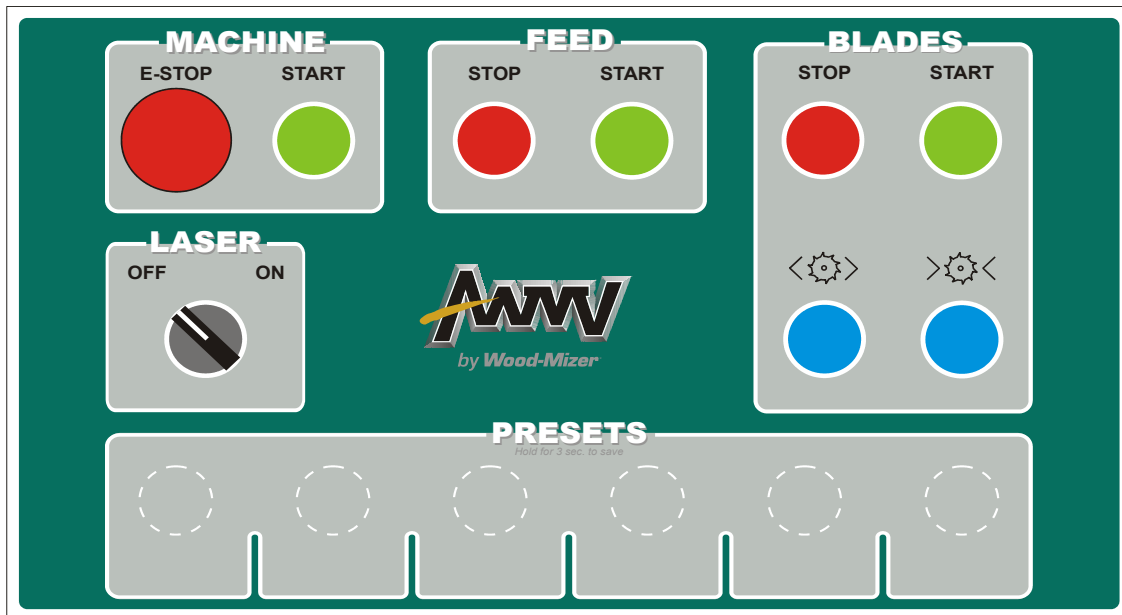 MACHINE
E-STOP START
FEED
STOP START
BLADES
STOP START
LASER
OFF ON
AWMV
by Wood-Mizer
PRESETS
Hold for 3 sec. to save